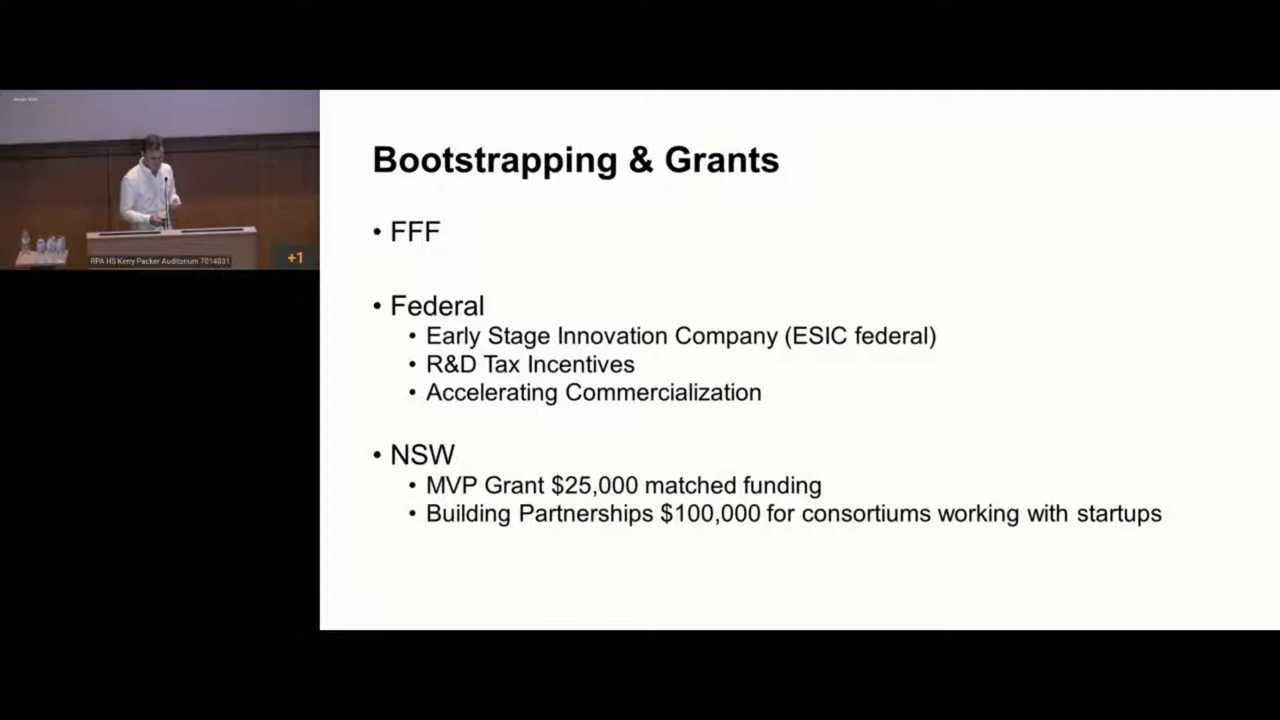 Bootstrapping & Grants
• FFF
• Federal
• Early Stage Innovation Company (ESIC federal)
• R&D Tax Incentives
• Accelerating Commercialization
• NSW
• MVP Grant $25,000 matched funding
• Building Partnerships $100,000 for consortiums working with startups
RPA HS Kerry Packer Auditorium 7014031
+1